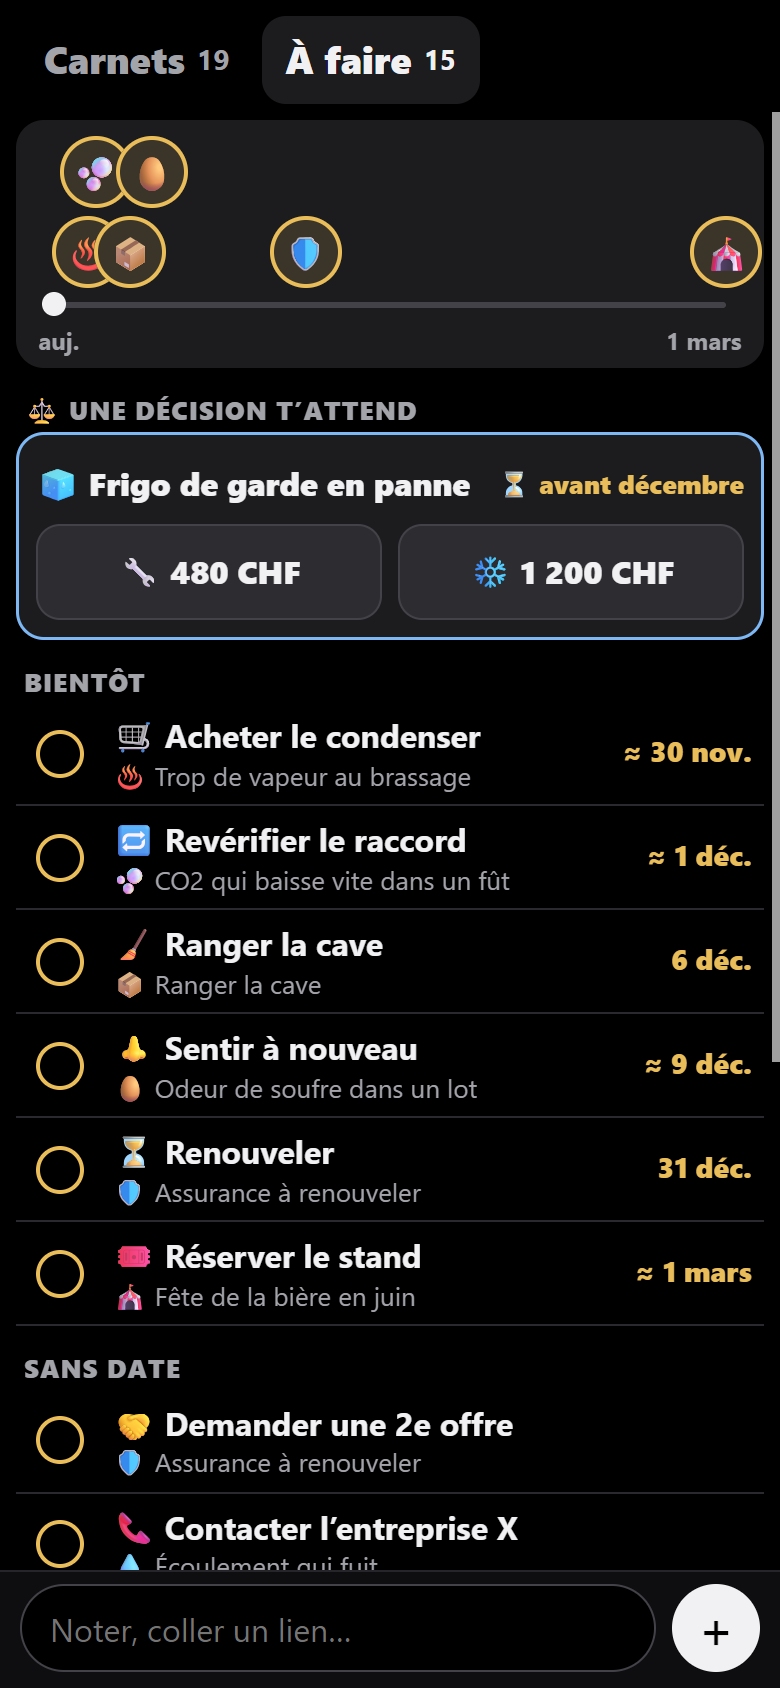 Carnets 19
À faire 15
auj.
1 mars
UNE DÉCISION T’ATTEND
Frigo de garde en panne
avant décembre
480 CHF
1 200 CHF
BIENTÔT
Acheter le condenser
≈ 30 nov.
Trop de vapeur au brassage
Revérifier le raccord
≈ 1 déc.
CO2 qui baisse vite dans un fût
Ranger la cave
6 déc.
Ranger la cave
Sentir à nouveau
≈ 9 déc.
Odeur de soufre dans un lot
Renouveler
31 déc.
Assurance à renouveler
Réserver le stand
≈ 1 mars
Fête de la bière en juin
SANS DATE
Demander une 2e offre
Assurance à renouveler
Contacter l’entreprise X
Écoulement qui fuit
Noter, coller un lien…
+